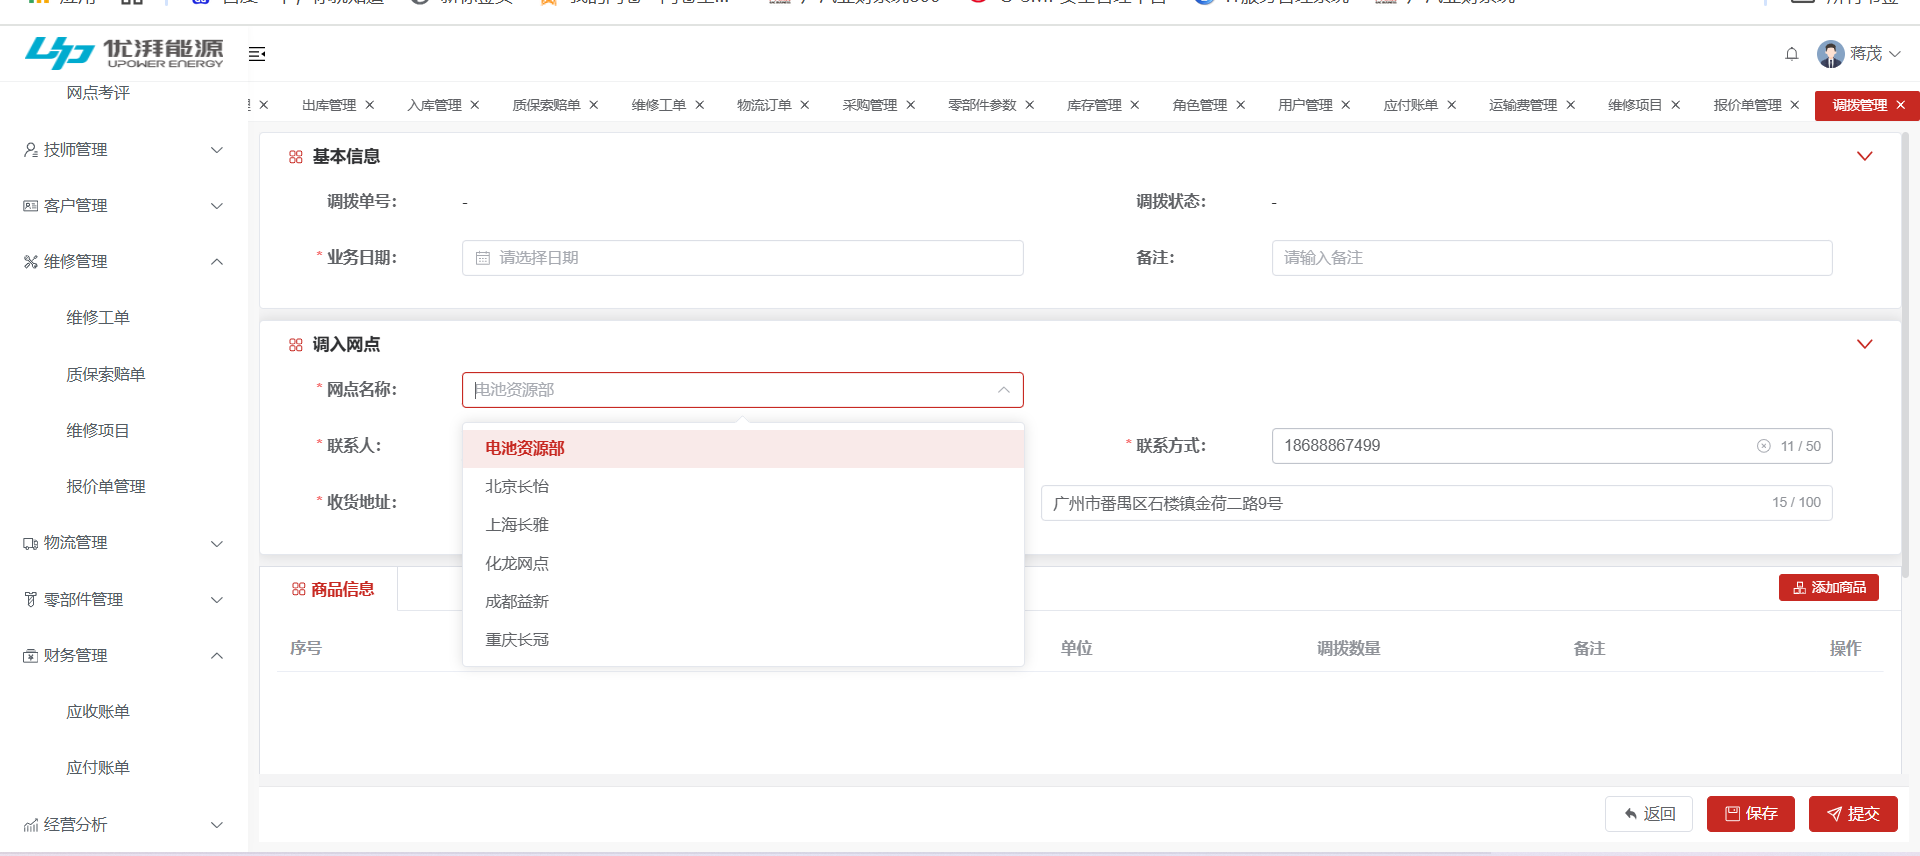 优湃能源
UPOWER ENERGY
蒋茂
网点考评
技师管理
客户管理
维修管理
维修工单
质保索赔单
维修项目
报价单管理
物流管理
零部件管理
财务管理
应收账单
应付账单
经营分析
出库管理 入库管理 质保索赔单 维修工单 物流订单 采购管理 零部件参数 库存管理 角色管理 用户管理 应付账单 运输费管理 维修项目 报价单管理 调拨管理
基本信息
调拨单号: - 调拨状态: -
* 业务日期: 请选择日期 备注: 请输入备注
调入网点
* 网点名称: 电池资源部
* 联系人: * 联系方式: 18688867499 11 / 50
* 收货地址: 广州市番禺区石楼镇金荷二路9号 15 / 100
电池资源部
北京长怡
上海长雅
化龙网点
成都益新
重庆长冠
商品信息 添加商品
序号 单位 调拨数量 备注 操作
返回 保存 提交